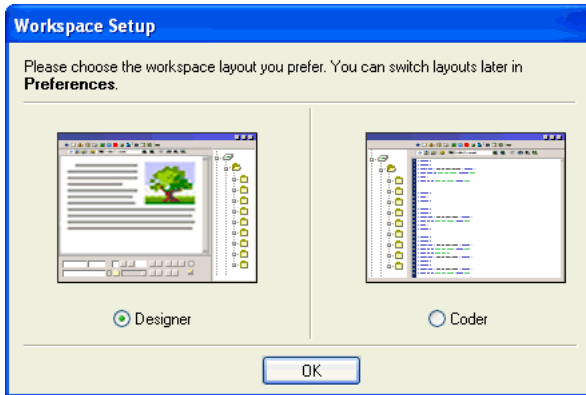 Workspace Setup
Please choose the workspace layout you prefer. You can switch layouts later in
Preferences.
Designer
Coder
OK